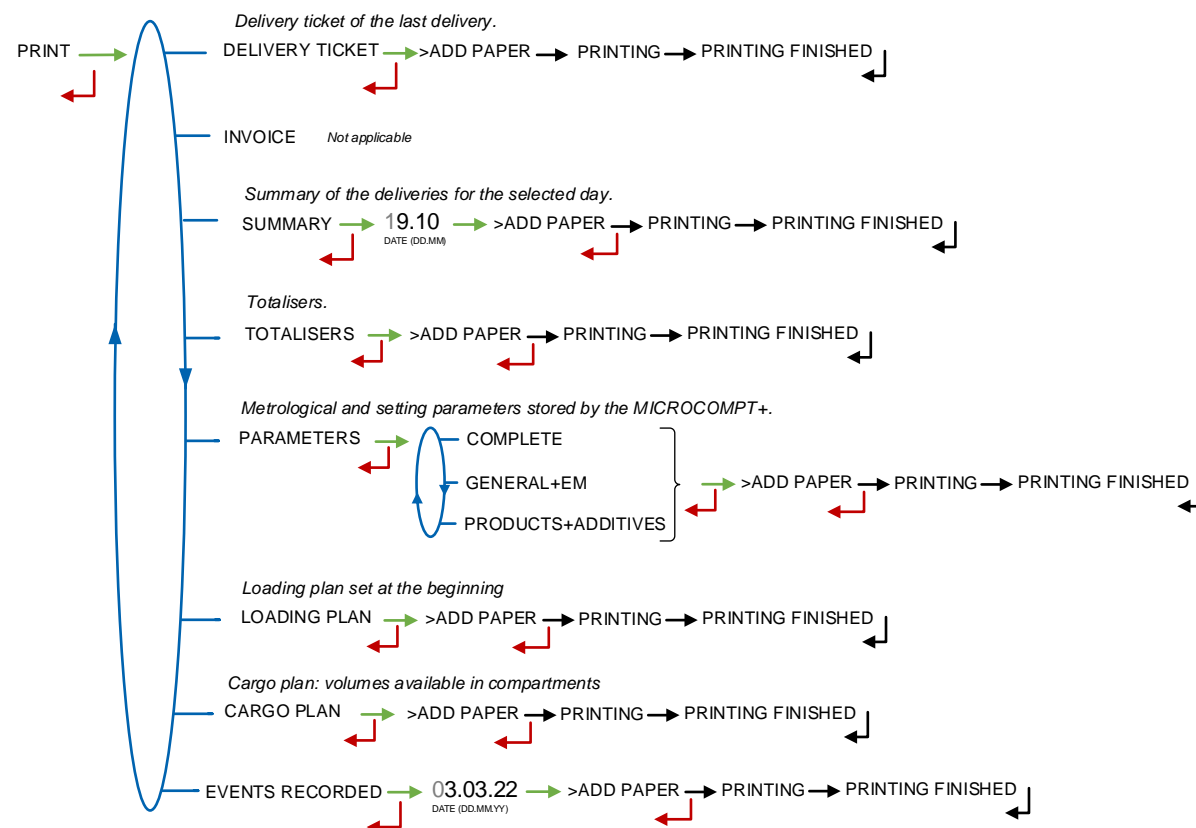 Delivery ticket of the last delivery.
PRINT DELIVERY TICKET >ADD PAPER PRINTING PRINTING FINISHED
INVOICE Not applicable
Summary of the deliveries for the selected day.
SUMMARY 19.10 >ADD PAPER PRINTING PRINTING FINISHED
DATE (DD.MM)
Totalisers.
TOTALISERS >ADD PAPER PRINTING PRINTING FINISHED
Metrological and setting parameters stored by the MICROCOMPT+.
PARAMETERS COMPLETE
GENERAL+EM >ADD PAPER PRINTING PRINTING FINISHED
PRODUCTS+ADDITIVES
Loading plan set at the beginning
LOADING PLAN >ADD PAPER PRINTING PRINTING FINISHED
Cargo plan: volumes available in compartments
CARGO PLAN >ADD PAPER PRINTING PRINTING FINISHED
EVENTS RECORDED 03.03.22 >ADD PAPER PRINTING PRINTING FINISHED
DATE (DD.MM.YY)